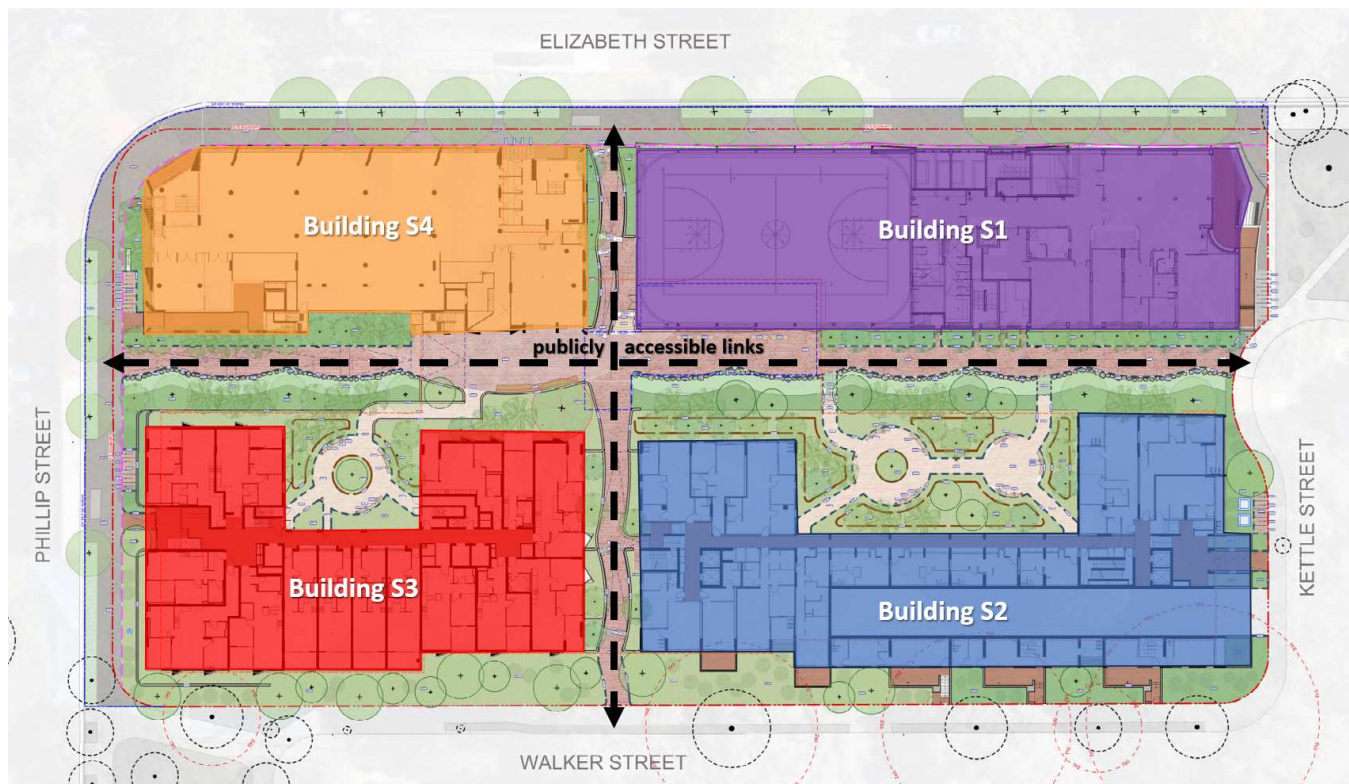 ELIZABETH STREET
Building S4
Building S1
publicly accessible links
PHILLIP STREET
KETTLE STREET
Building S3
Building S2
WALKER STREET